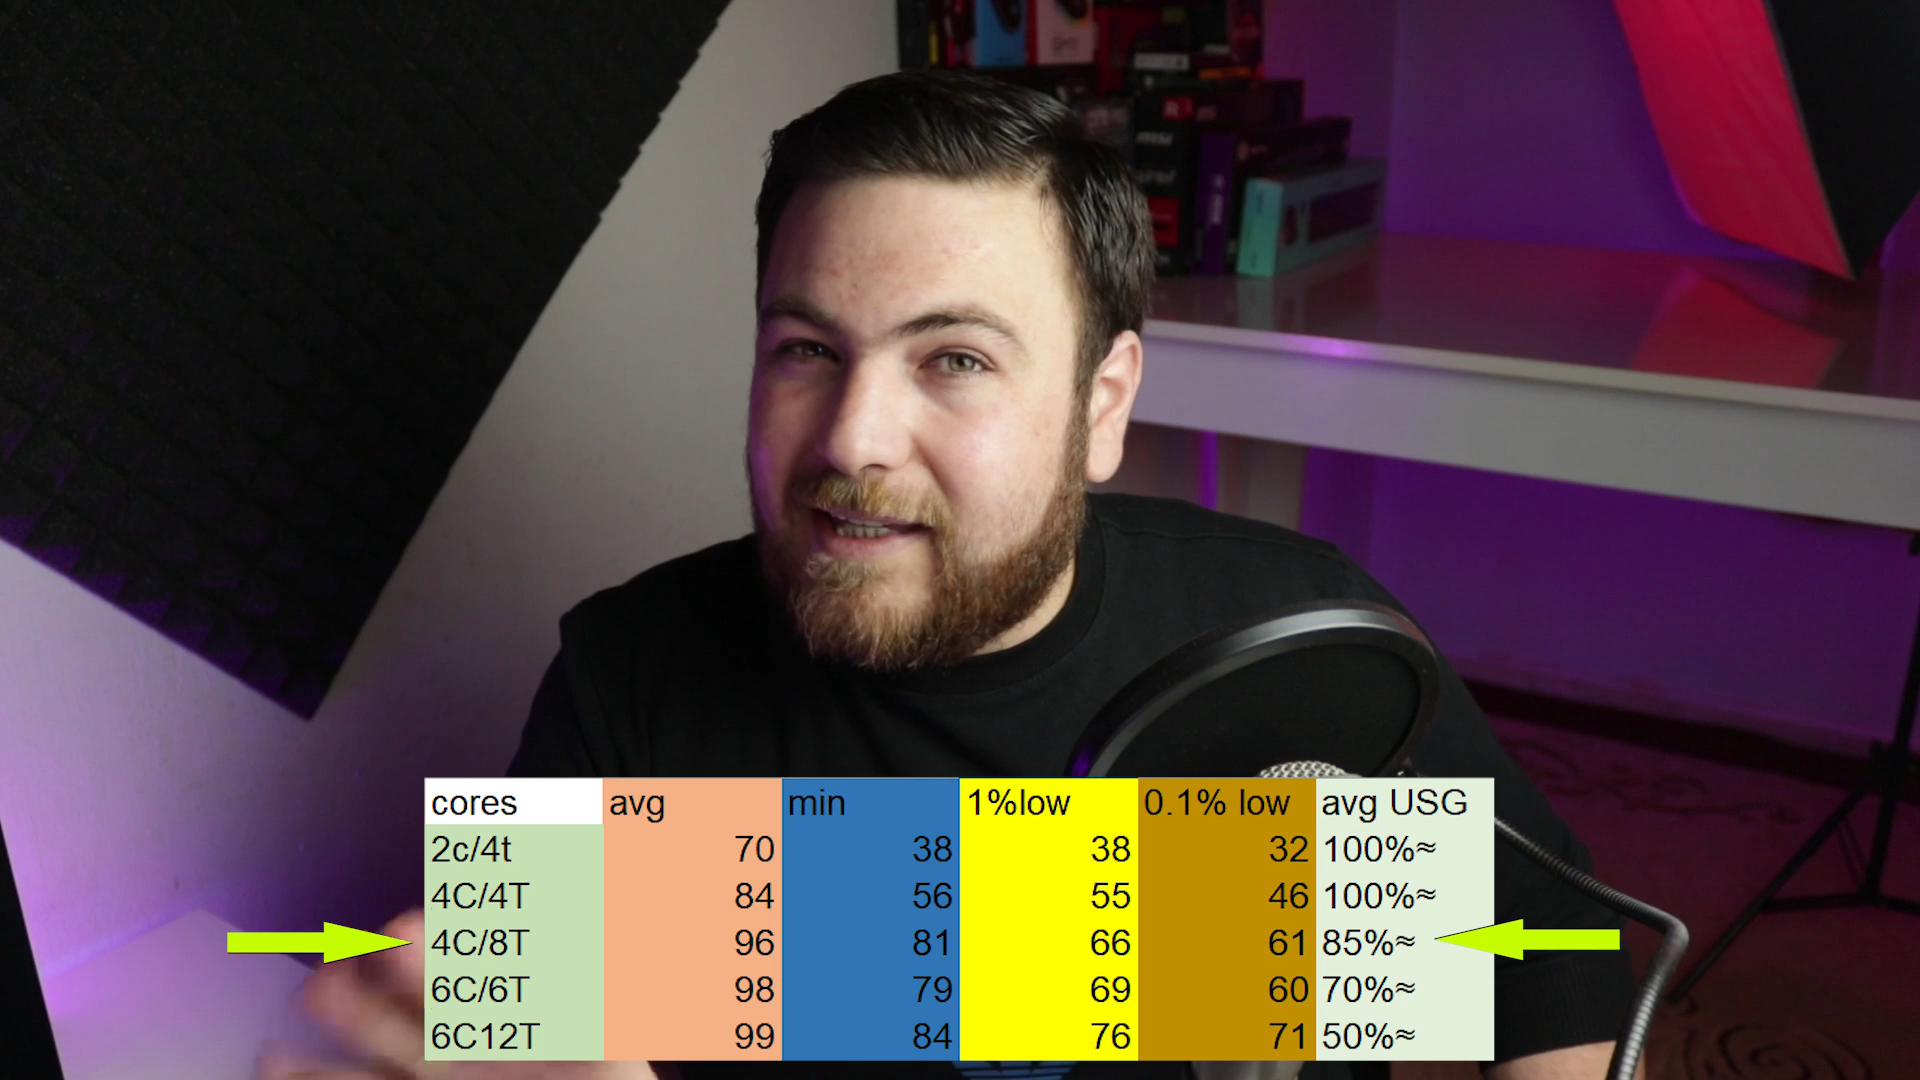 cores avg min 1%low 0.1% low avg USG
2c/4t 70 38 38 32 100%≈
4C/4T 84 56 55 46 100%≈
4C/8T 96 81 66 61 85%≈
6C/6T 98 79 69 60 70%≈
6C12T 99 84 76 71 50%≈